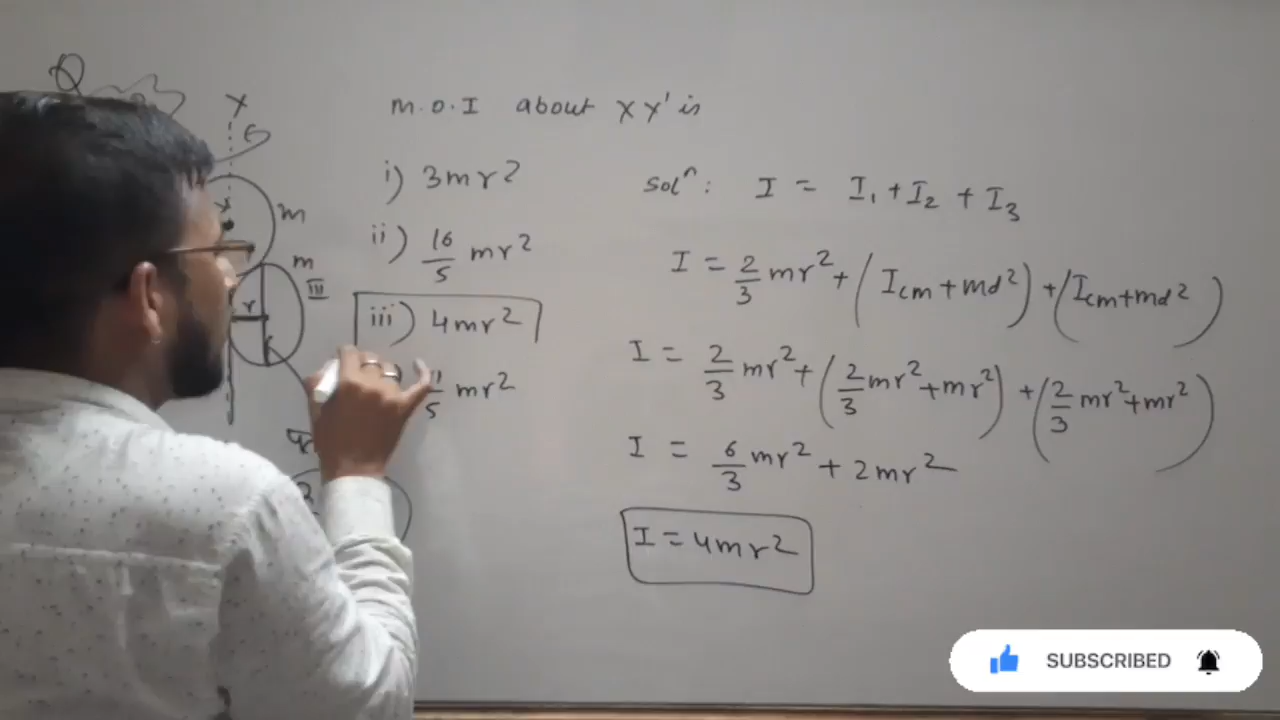 Q
X
M.O.I about XX' is
m
m
III
r
i) 3mr²
ii) 16/5 mr²
iii) 4mr²
/5 mr²
Solⁿ: I = I₁ + I₂ + I₃
I = 2/3 mr² + (Icm + md²) + (Icm + md²)
I = 2/3 mr² + (2/3 mr² + mr²) + (2/3 mr² + mr²)
I = 6/3 mr² + 2mr²
I = 4mr²
SUBSCRIBED